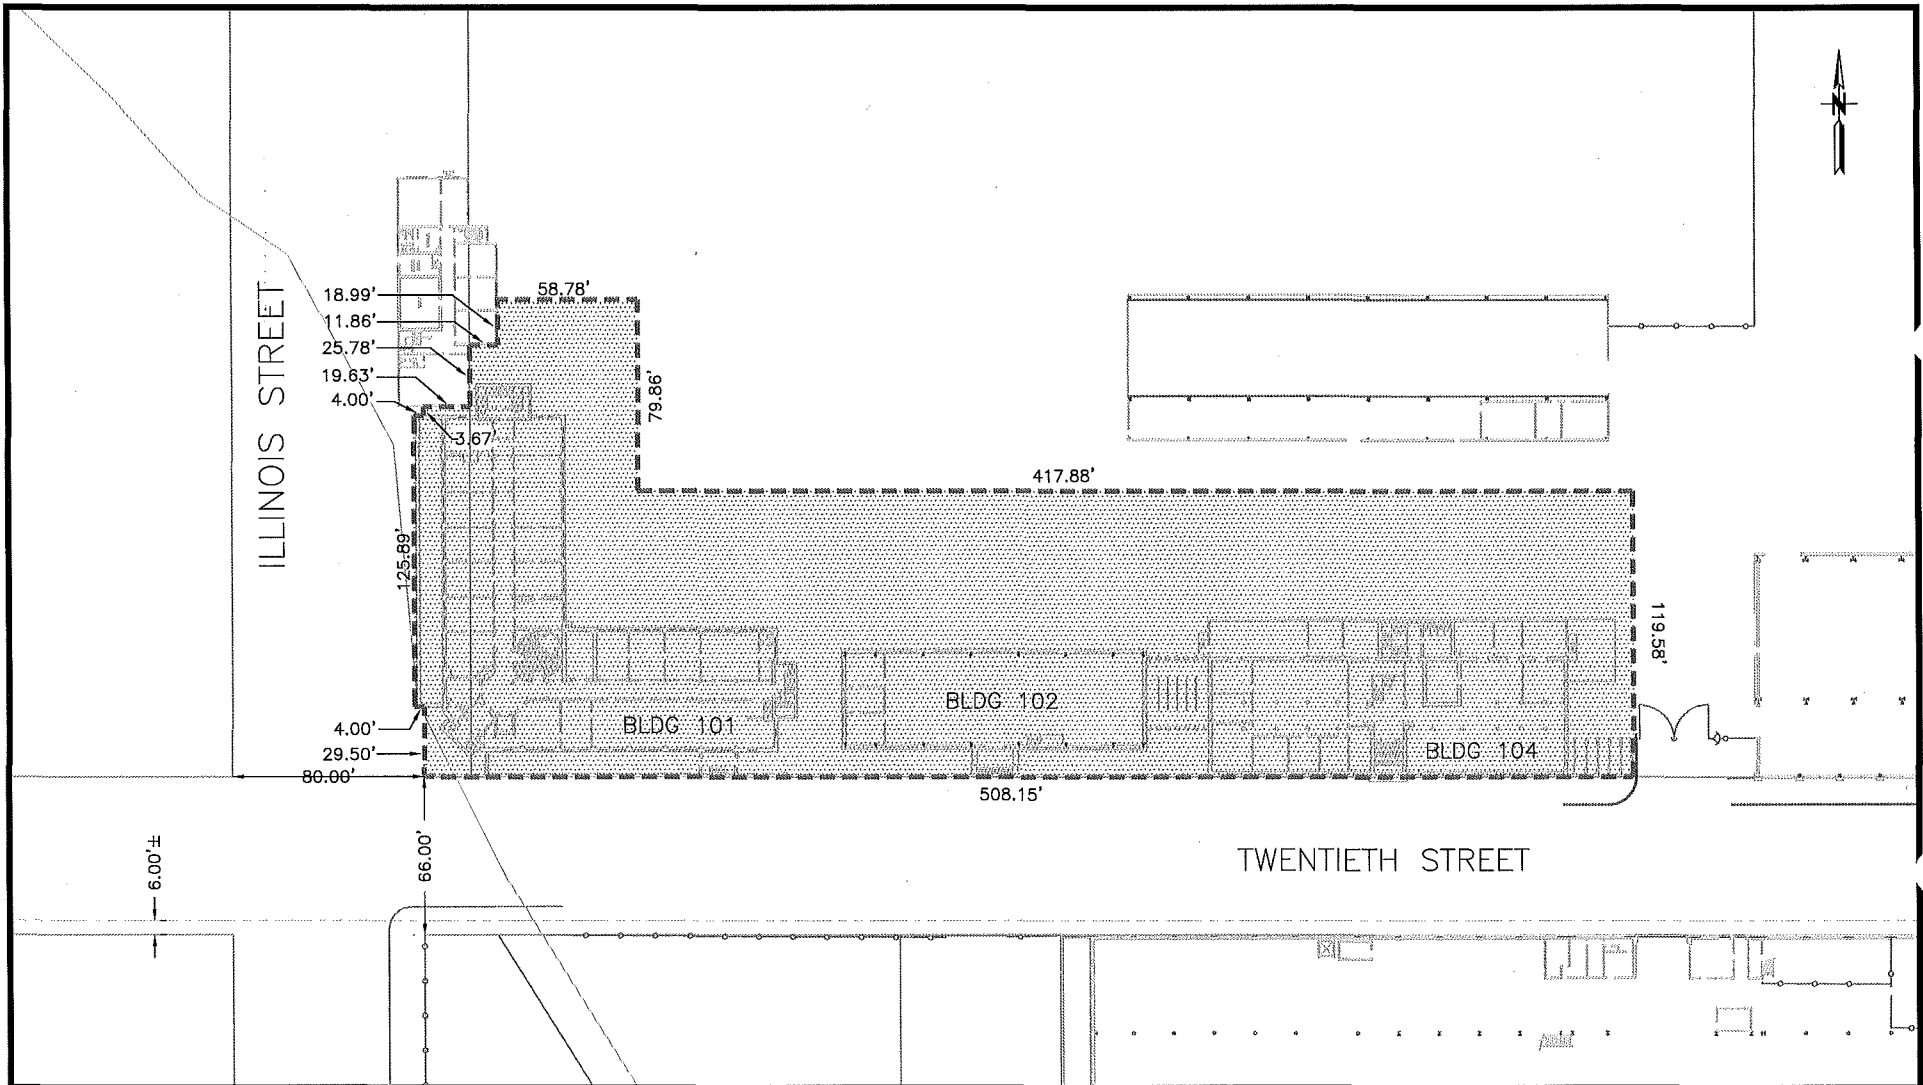 N
ILLINOIS STREET
18.99'
58.78'
11.86'
25.78'
19.63'
4.00'
3.67'
79.86'
417.88'
125.89'
119.58'
BLDG 101
BLDG 102
BLDG 104
4.00'
29.50'
80.00'
508.15'
66.00'
6.00'±
TWENTIETH STREET